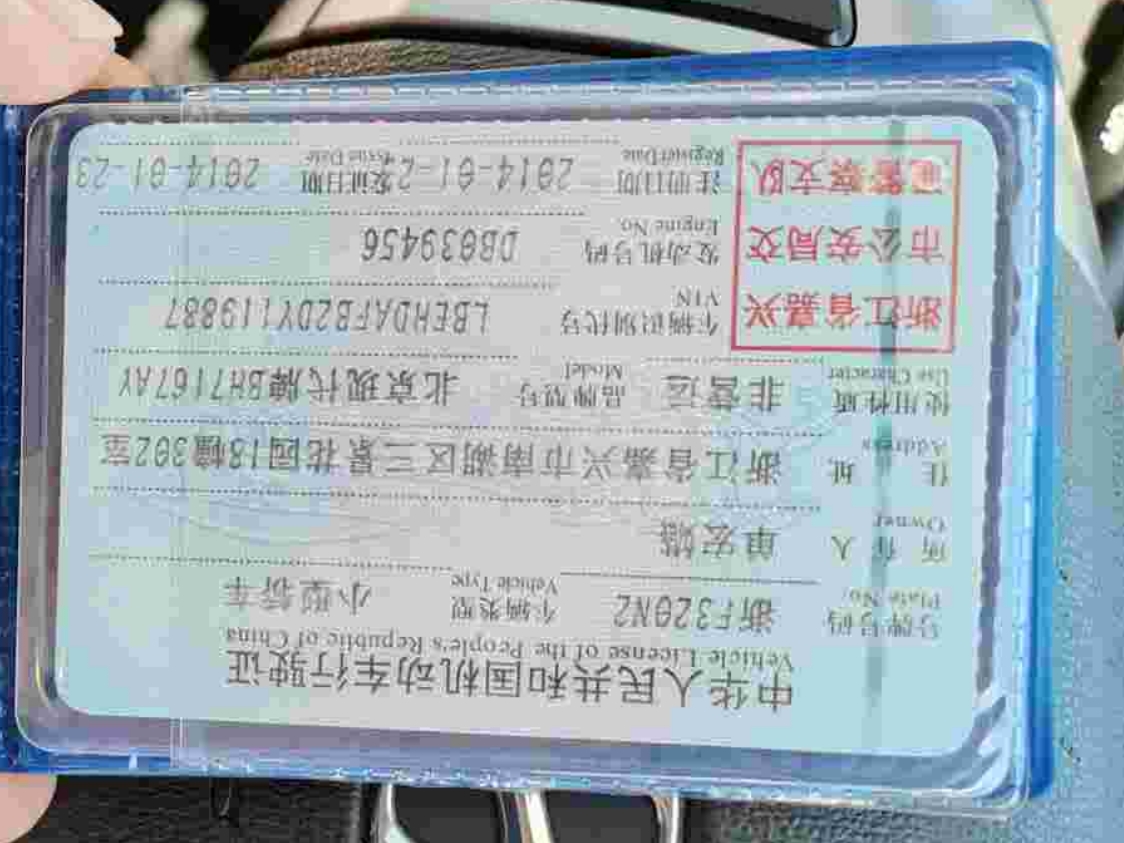 中华人民共和国机动车行驶证
Vehicle License of the People's Republic of China
号牌号码 浙F320N2 车辆类型 小型轿车
Plate No. Vehicle Type
所有人 单宏娟
Owner
住址 浙江省嘉兴市南湖区三景花园18幢302室
Address
使用性质 非营运 品牌型号 北京现代牌BH7167AY
Use Character Model
浙江省嘉兴
市公安局交
通警察支队
车辆识别代号 LBEHDAFB2DY119887
VIN
发动机号码 DB039456
Engine No.
注册日期 2014-01-2 发证日期 2014-01-23
Register Date Issue Date